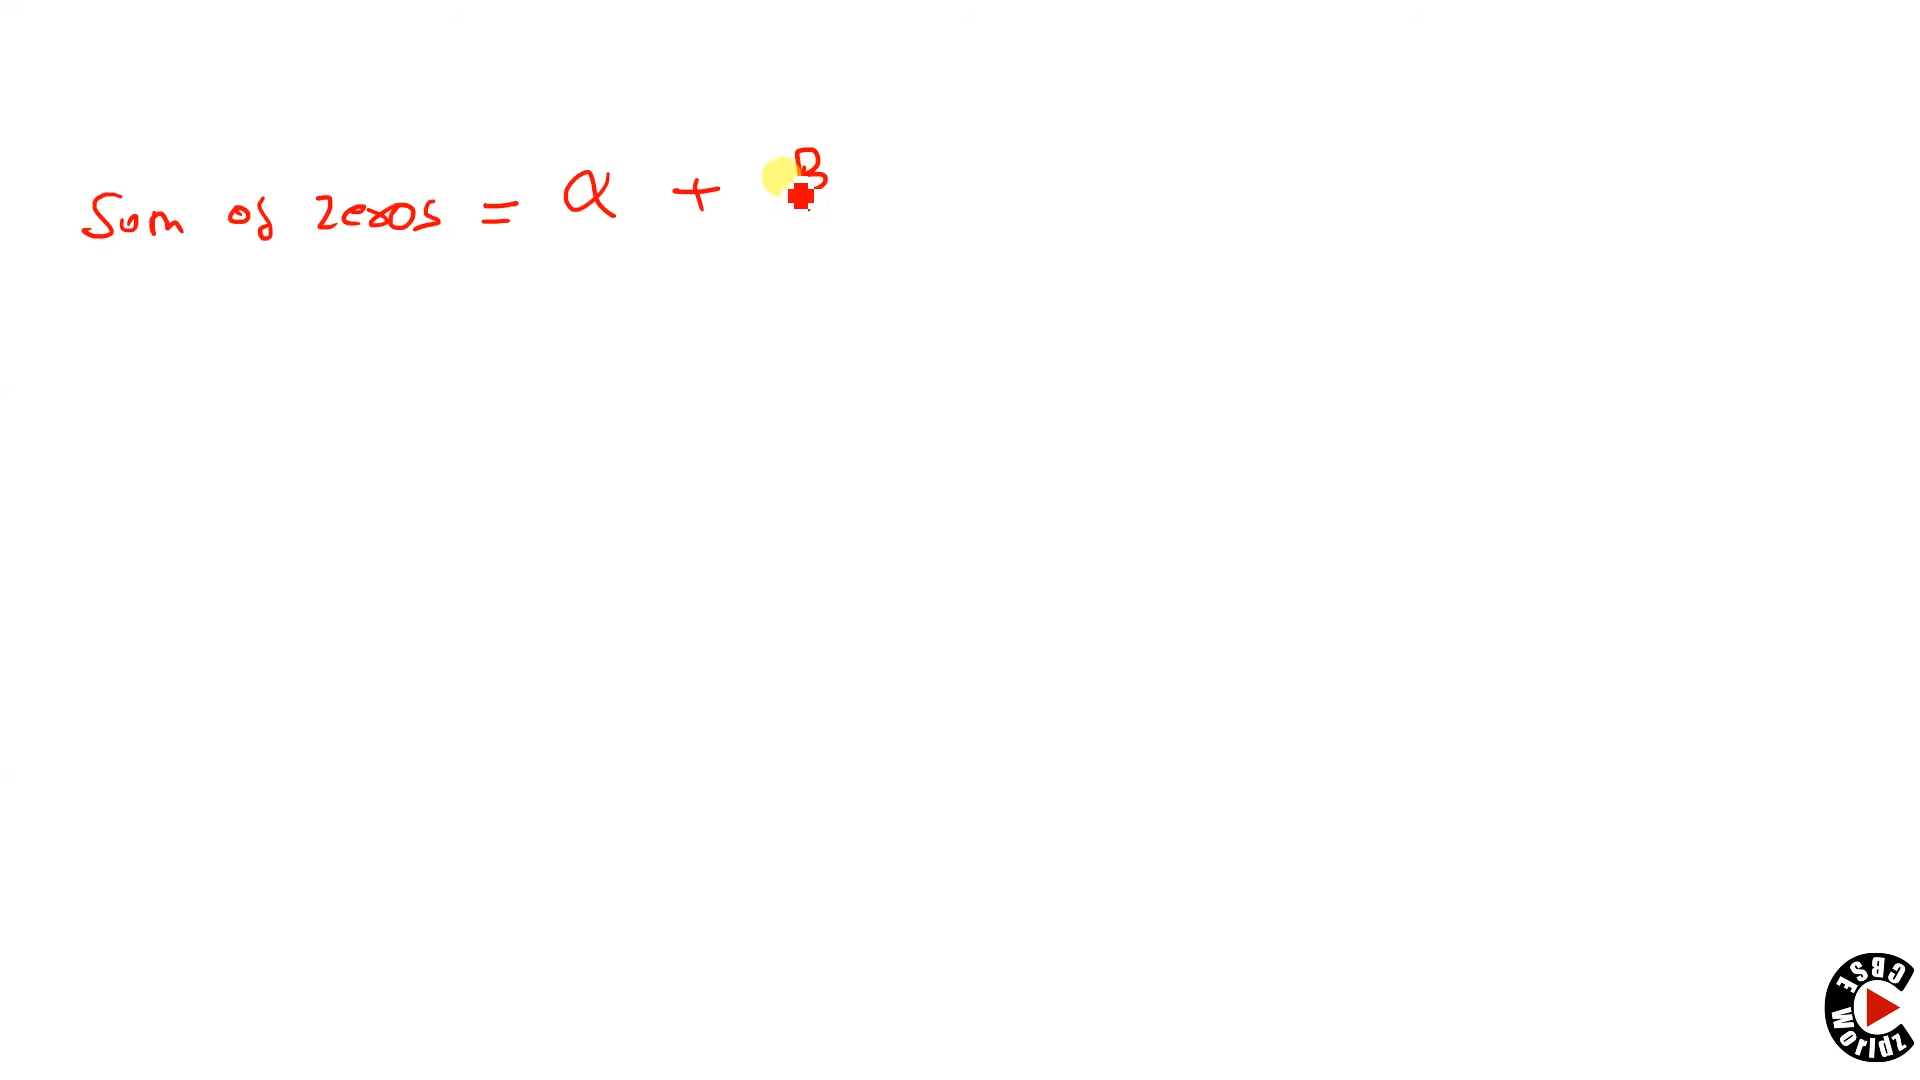 Sum of zeros = α + β
CBSE Worldz